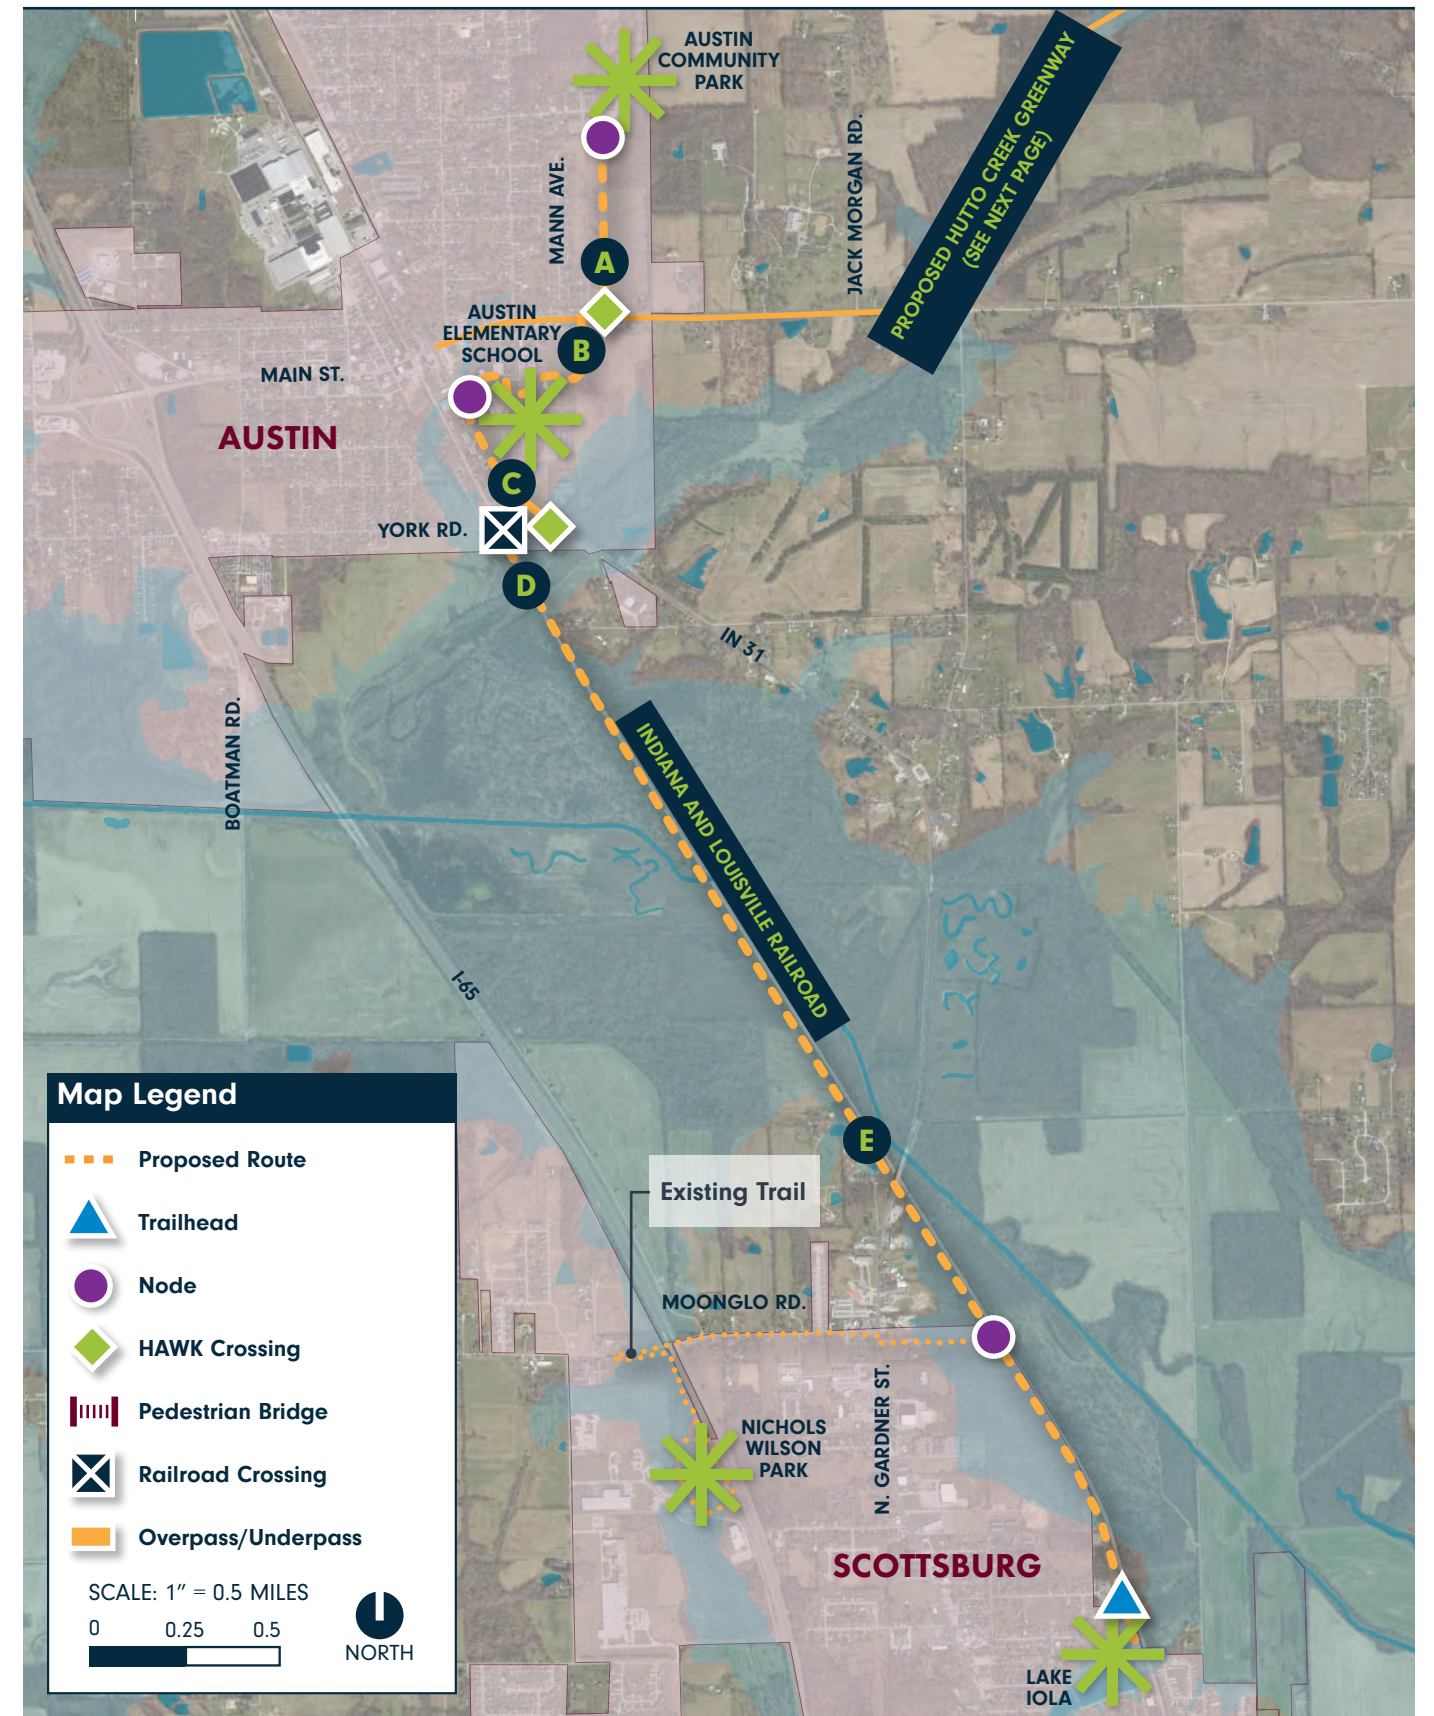 AUSTIN
COMMUNITY
PARK
PROPOSED HUTTO CREEK GREENWAY
(SEE NEXT PAGE)
JACK MORGAN RD.
MANN AVE.
A
AUSTIN
ELEMENTARY
SCHOOL
B
MAIN ST.
AUSTIN
C
YORK RD.
D
IN 31
BOATMAN RD.
INDIANA AND LOUISVILLE RAILROAD
I-65
E
Existing Trail
MOONGLO RD.
N. GARDNER ST.
NICHOLS
WILSON
PARK
SCOTTSBURG
LAKE
IOLA
Map Legend
Proposed Route
Trailhead
Node
HAWK Crossing
Pedestrian Bridge
Railroad Crossing
Overpass/Underpass
SCALE: 1" = 0.5 MILES
0 0.25 0.5
NORTH